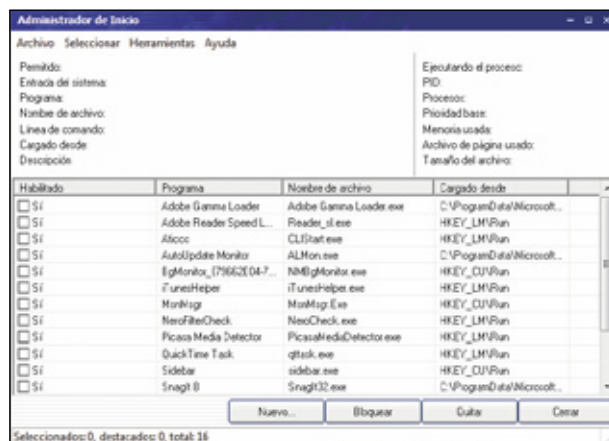 Administrador de Inicio
Archivo Seleccionar Herramientas Ayuda
Permitido:
Entrada del sistema:
Programa:
Nombre de archivo:
Línea de comando:
Cargado desde:
Descripción
Ejecutando el proceso:
PID:
Procesos:
Prioridad base:
Memoria usada:
Archivo de página usado:
Tamaño del archivo:
Habilitado Programa Nombre de archivo Cargado desde
Sí Adobe Gamma Loader Adobe Gamma Loader.exe C:\ProgramData\Microsoft...
Sí Adobe Reader Speed L... Reader_sl.exe HKEY_LM\Run
Sí Aticcc CLIStart.exe HKEY_LM\Run
Sí AutoUpdate Monitor ALMon.exe C:\ProgramData\Microsoft...
Sí BgMonitor_{79662E04-7... NMBgMonitor.exe HKEY_CU\Run
Sí iTunesHelper iTunesHelper.exe HKEY_LM\Run
Sí MsnMsgr MsnMsgr.Exe HKEY_CU\Run
Sí NeroFilterCheck NeroCheck.exe HKEY_LM\Run
Sí Picasa Media Detector PicasaMediaDetector.exe HKEY_LM\Run
Sí QuickTime Task qttask.exe HKEY_LM\Run
Sí Sidebar sidebar.exe HKEY_CU\Run
Sí SnagIt 8 SnagIt32.exe C:\ProgramData\Microsoft...
Nuevo... Bloquear Quitar Cerrar
Seleccionados: 0, destacados: 0, total: 16